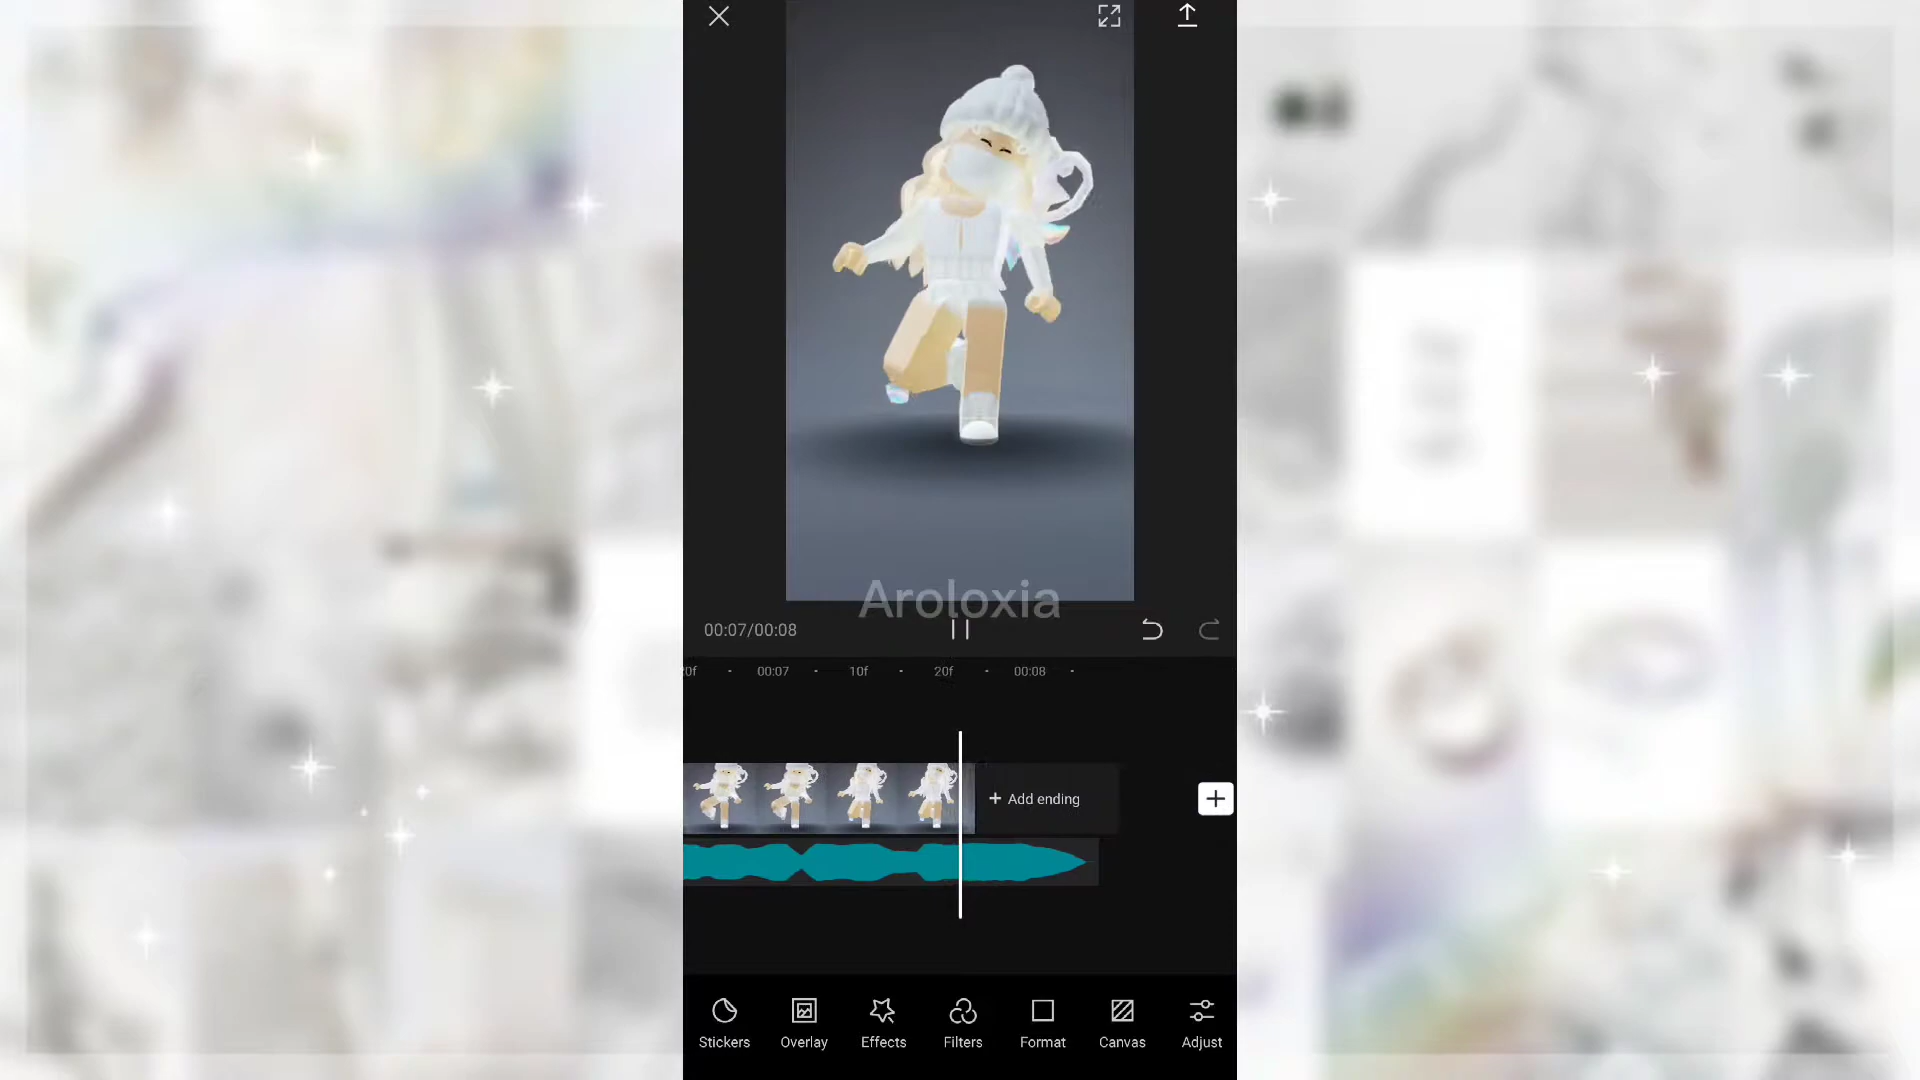 Aroloxia
00:07/00:08
0f 00:07 10f 20f 00:08
+ Add ending
Stickers Overlay Effects Filters Format Canvas Adjust